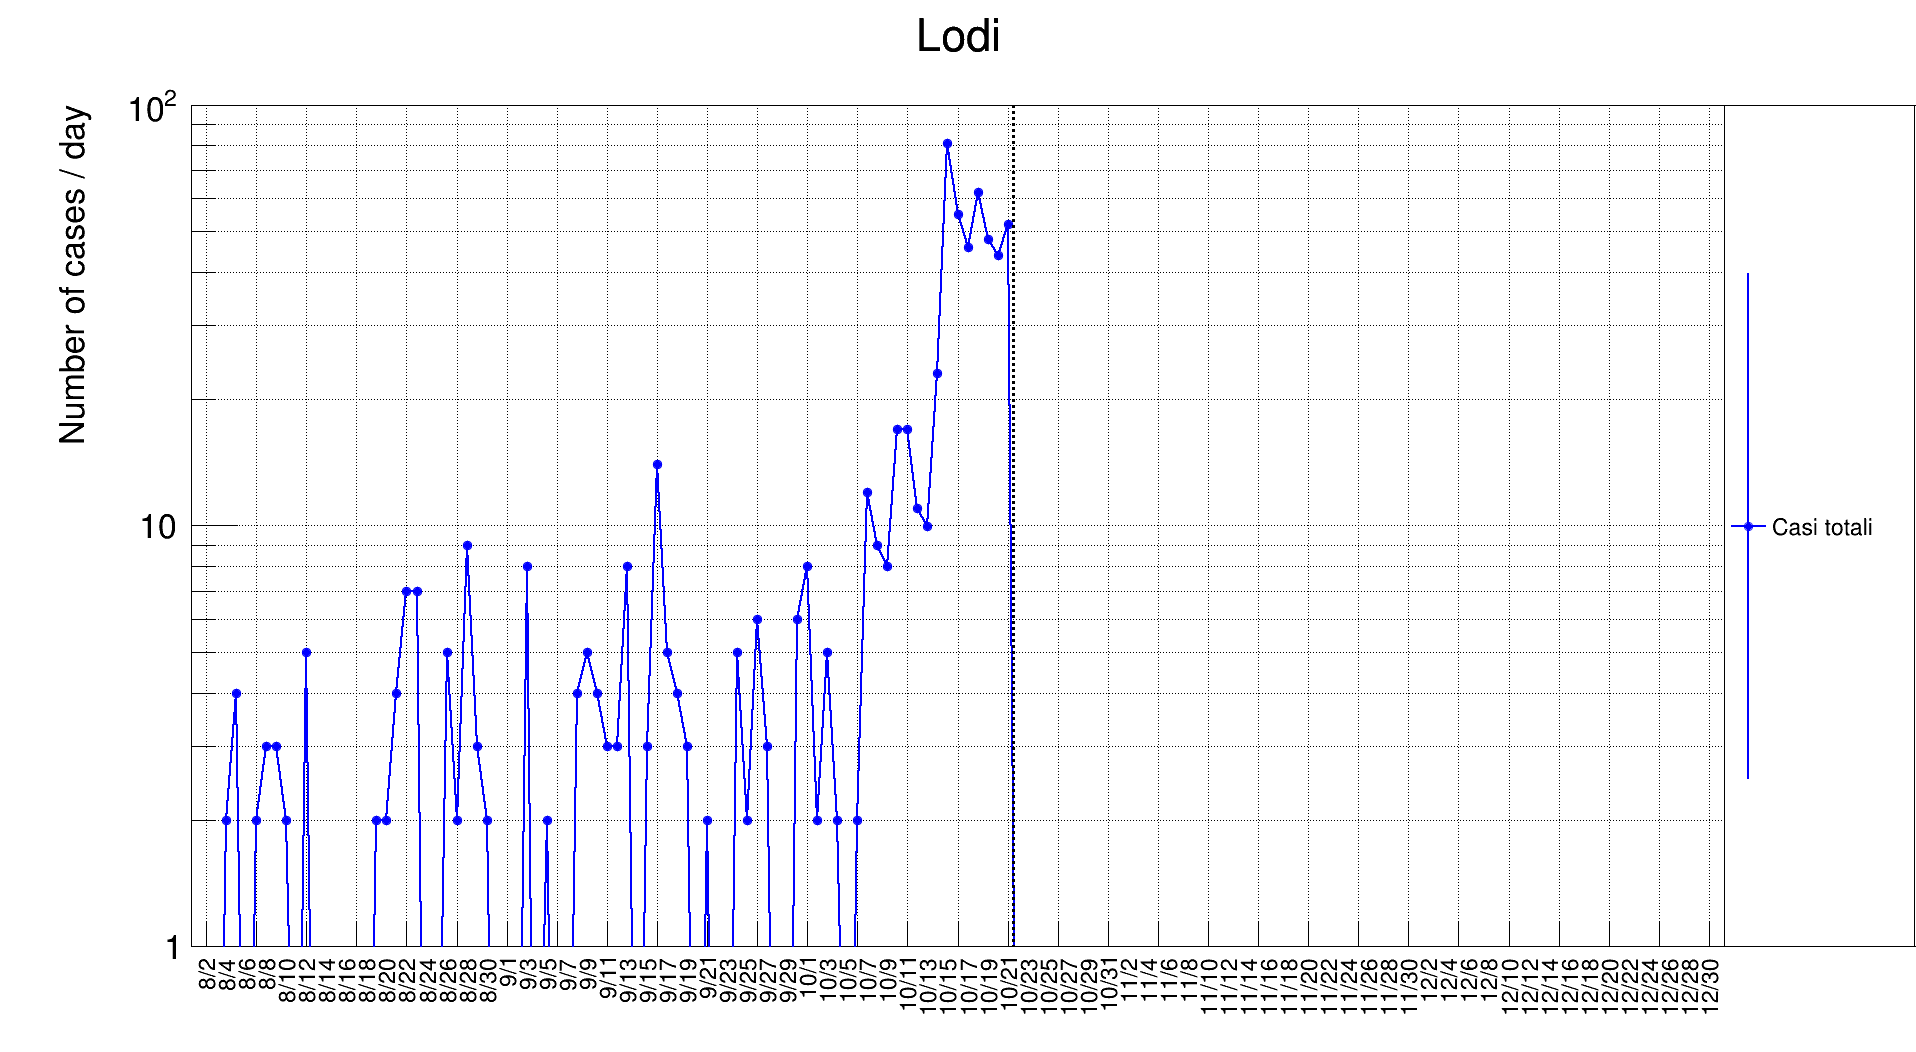 Lodi
Number of cases / day
10²
10
1
8/2 8/4 8/6 8/8 8/10 8/12 8/14 8/16 8/18 8/20 8/22 8/24 8/26 8/28 8/30 9/1 9/3 9/5 9/7 9/9 9/11 9/13 9/15 9/17 9/19 9/21 9/23 9/25 9/27 9/29 10/1 10/3 10/5 10/7 10/9 10/11 10/13 10/15 10/17 10/19 10/21 10/23 10/25 10/27 10/29 10/31 11/2 11/4 11/6 11/8 11/10 11/12 11/14 11/16 11/18 11/20 11/22 11/24 11/26 11/28 11/30 12/2 12/4 12/6 12/8 12/10 12/12 12/14 12/16 12/18 12/20 12/22 12/24 12/26 12/28 12/30
Casi totali